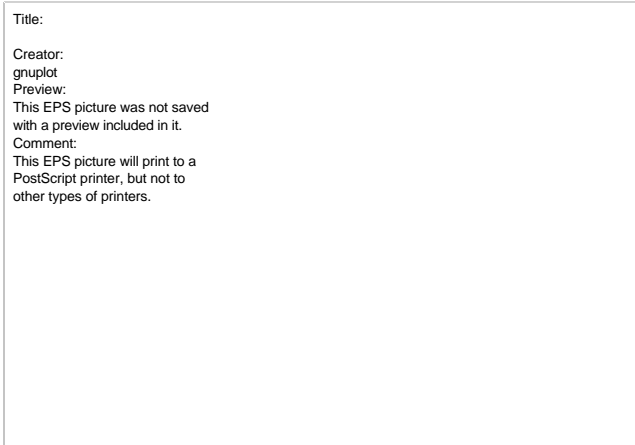 Title:
Creator:
gnuplot
Preview:
This EPS picture was not saved
with a preview included in it.
Comment:
This EPS picture will print to a
PostScript printer, but not to
other types of printers.